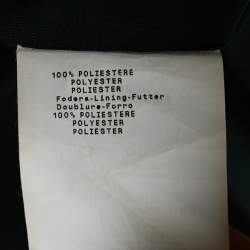 100% POLIESTERE
POLYESTER
POLIESTER
Fodera-Lining-Futter
Doublure-Forro
100% POLIESTERE
POLYESTER
POLIESTER